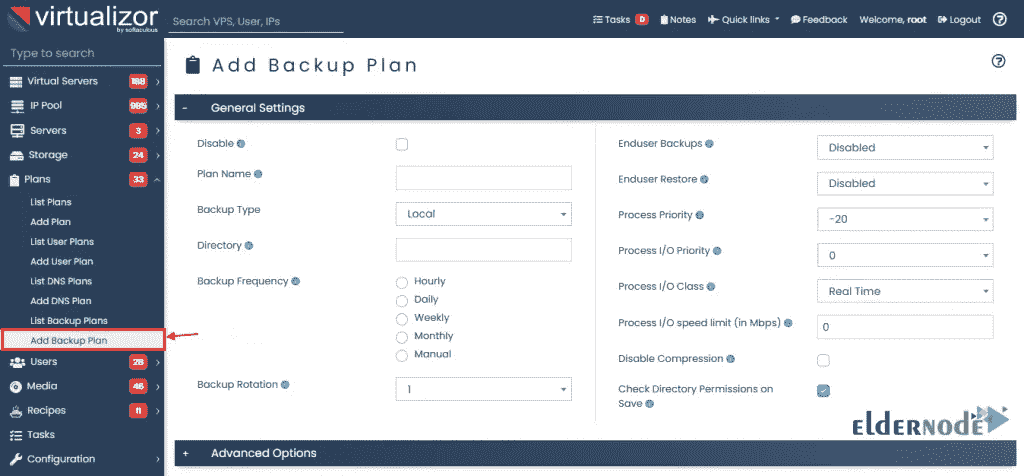 virtualizor
by softaculous
Search VPS, User, IPs
Tasks D Notes Quick links Feedback Welcome, root Logout ?
Type to search
Virtual Servers
IP Pool 985
Servers 3
Storage 24
Plans 33
List Plans
Add Plan
List User Plans
Add User Plan
List DNS Plans
Add DNS Plan
List Backup Plans
Add Backup Plan
Users 28
Media 46
Recipes 11
Tasks
Configuration
Add Backup Plan ?
- General Settings
Disable
Plan Name
Backup Type Local
Directory
Backup Frequency Hourly
Daily
Weekly
Monthly
Manual
Backup Rotation 1
Enduser Backups Disabled
Enduser Restore Disabled
Process Priority -20
Process I/O Priority 0
Process I/O Class Real Time
Process I/O speed limit (in Mbps) 0
Disable Compression
Check Directory Permissions on
Save
ELDERNODE
+ Advanced Options